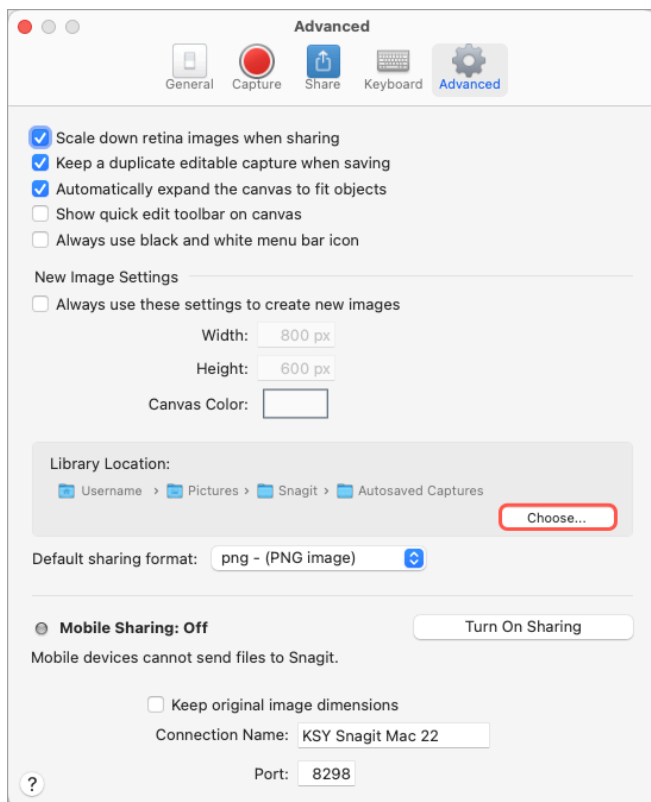 Advanced
General Capture Share Keyboard Advanced
Scale down retina images when sharing
Keep a duplicate editable capture when saving
Automatically expand the canvas to fit objects
Show quick edit toolbar on canvas
Always use black and white menu bar icon
New Image Settings
Always use these settings to create new images
Width: 800 px
Height: 600 px
Canvas Color:
Library Location:
Username › Pictures › Snagit › Autosaved Captures
Choose...
Default sharing format: png - (PNG image)
Mobile Sharing: Off Turn On Sharing
Mobile devices cannot send files to Snagit.
Keep original image dimensions
Connection Name: KSY Snagit Mac 22
Port: 8298
?